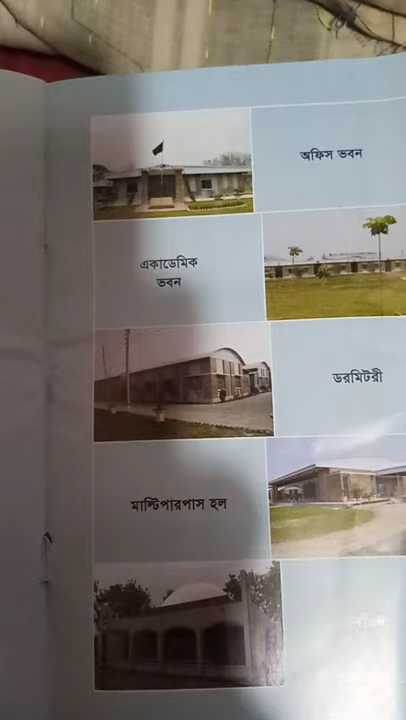 অফিস ভবন
একাডেমিক
ভবন
ডরমিটরী
মাল্টিপারপাস হল